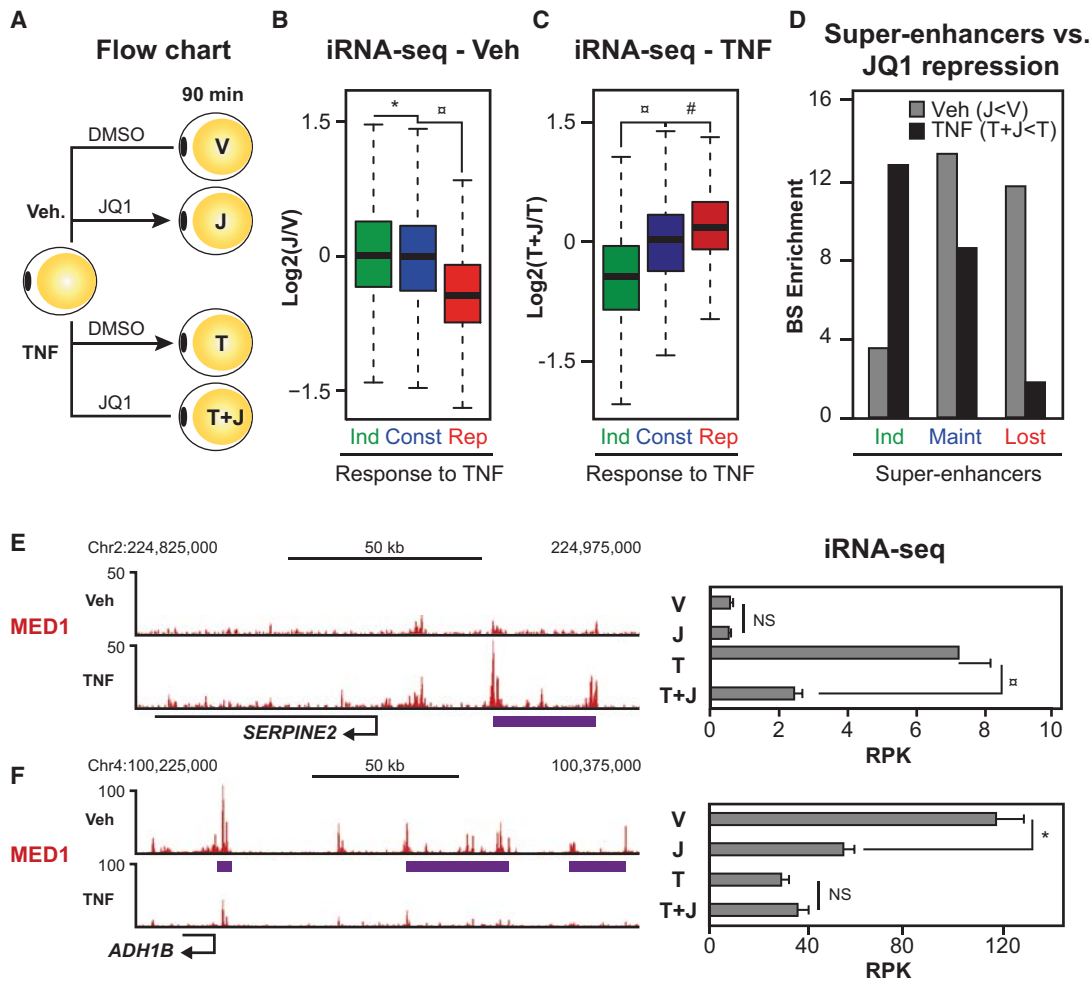 A
Flow chart
90 min
DMSO
V
Veh.
JQ1
J
TNF
DMSO
T
JQ1
T+J
B
iRNA-seq - Veh
* ¤
Log2(J/V)
1.5
0
−1.5
Ind Const Rep
Response to TNF
C
iRNA-seq - TNF
¤ #
Log2(T+J/T)
1.5
0
-1.5
Ind Const Rep
Response to TNF
D
Super-enhancers vs.
JQ1 repression
Veh (J<V)
TNF (T+J<T)
BS Enrichment
16
12
8
4
0
Ind Maint Lost
Super-enhancers
E
Chr2:224,825,000 50 kb 224,975,000
50
Veh
MED1
50
TNF
SERPINE2
iRNA-seq
V
J
NS
T
T+J
¤
0 2 4 6 8 10
RPK
F
Chr4:100,225,000 50 kb 100,375,000
100
Veh
MED1
100
TNF
ADH1B
V
J
*
T
T+J
NS
0 40 80 120
RPK